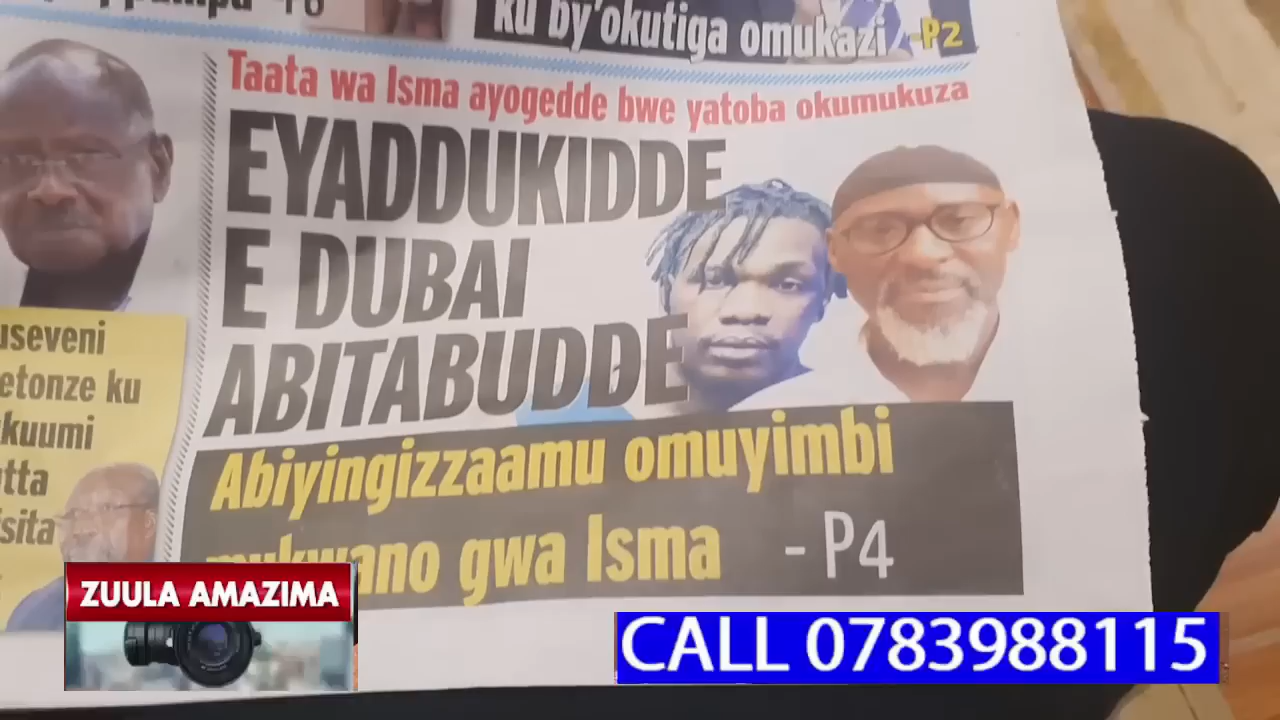 ku by'okutiga omukazi -P2
Taata wa Isma ayogedde bwe yatoba okumukuza
EYADDUKIDDE
E DUBAI
ABITABUDDE
Abiyingizzaamu omuyimbi
gwa Isma - P4
useveni
etonze ku
kuumi
tta
sita
ZUULA AMAZIMA
CALL 0783988115